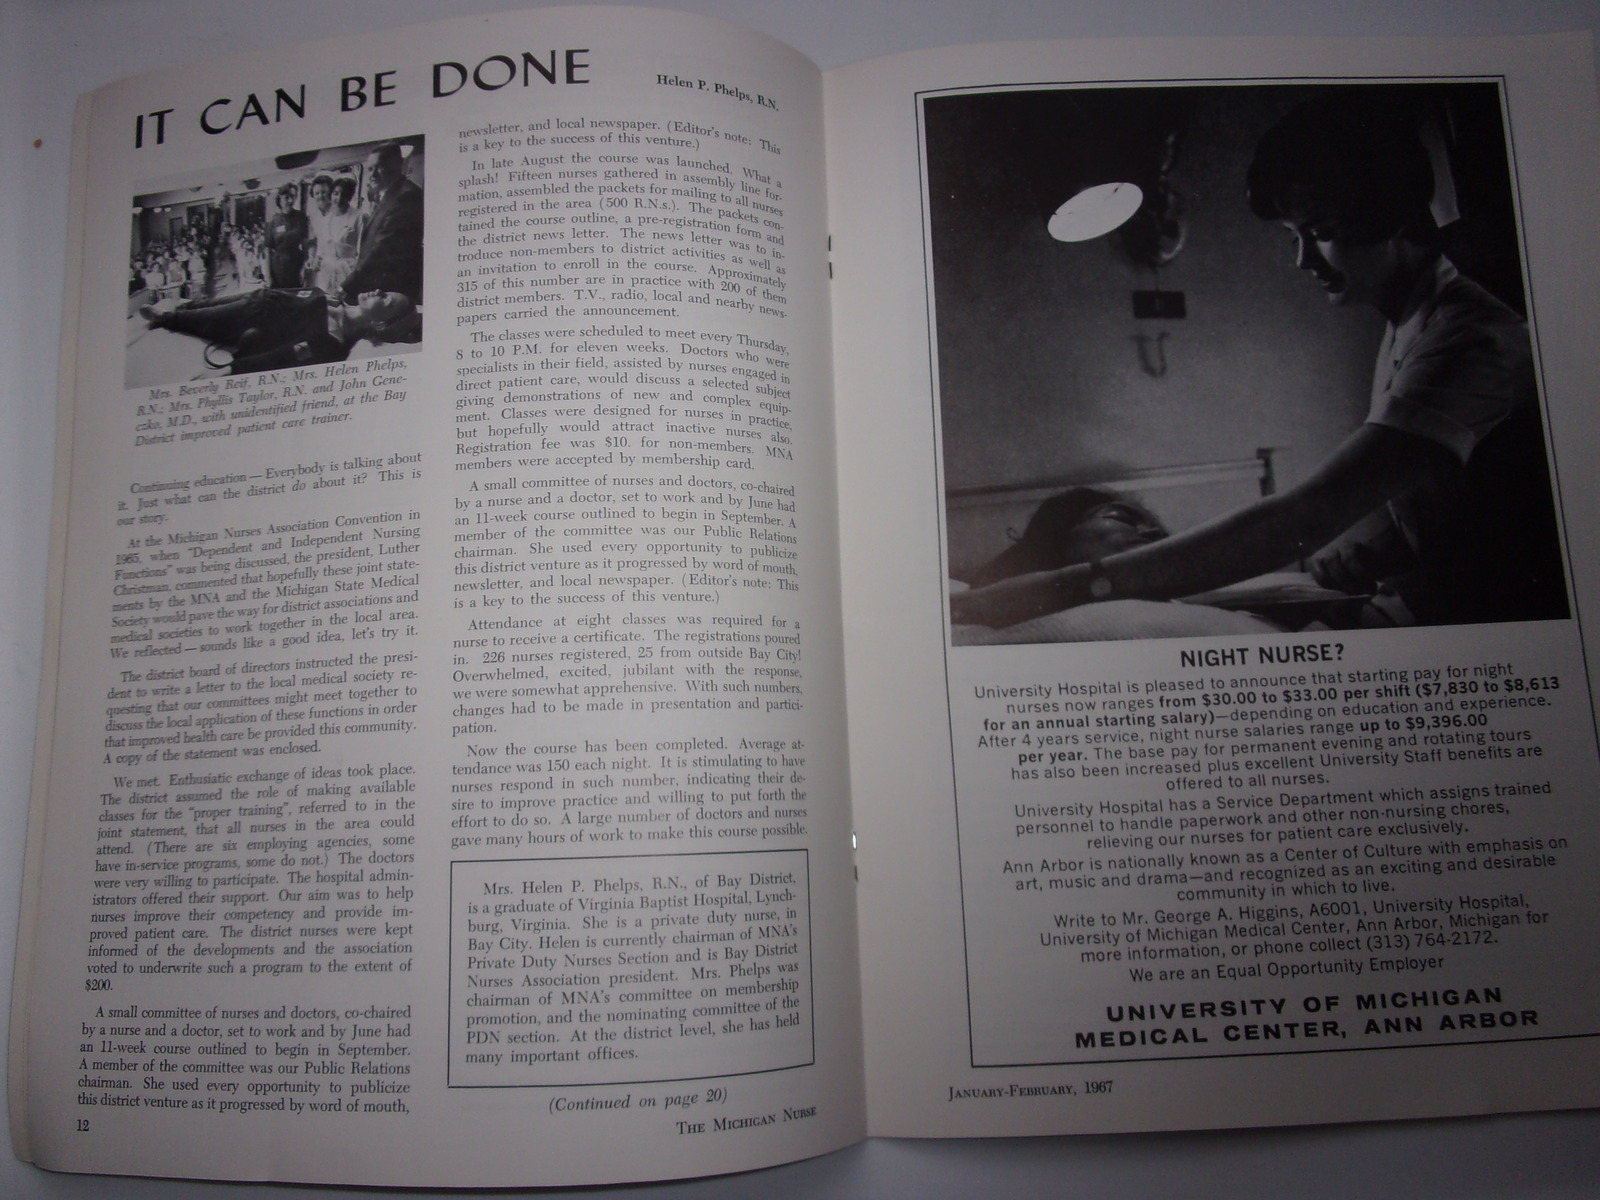 IT CAN BE DONE
Helen P. Phelps, R.N.
Mrs. Beverly Reif, R.N.; Mrs. Helen Phelps,
R.N.; Mrs. Phyllis Taylor, R.N. and John Gene-
czko, M.D., with unidentified friend, at the Bay
District improved patient care trainer.
Continuing education — Everybody is talking about
it. Just what can the district do about it? This is
our story.
At the Michigan Nurses Association Convention in
1965, when "Dependent and Independent Nursing
Functions" was being discussed, the president, Luther
Christman, commented that hopefully these joint state-
ments by the MNA and the Michigan State Medical
Society would pave the way for district associations and
medical societies to work together in the local area.
We reflected — sounds like a good idea, let's try it.
The district board of directors instructed the presi-
dent to write a letter to the local medical society re-
questing that our committees might meet together to
discuss the local application of these functions in order
that improved health care be provided this community.
A copy of the statement was enclosed.
We met. Enthusiastic exchange of ideas took place.
The district assumed the role of making available
classes for the "proper training", referred to in the
joint statement, that all nurses in the area could
attend. (There are six employing agencies, some
have in-service programs, some do not.) The doctors
were very willing to participate. The hospital admin-
istrators offered their support. Our aim was to help
nurses improve their competency and provide im-
proved patient care. The district nurses were kept
informed of the developments and the association
voted to underwrite such a program to the extent of
$200.
A small committee of nurses and doctors, co-chaired
by a nurse and a doctor, set to work and by June had
an 11-week course outlined to begin in September.
A member of the committee was our Public Relations
chairman. She used every opportunity to publicize
this district venture as it progressed by word of mouth,
12
newsletter, and local newspaper. (Editor's note: This
is a key to the success of this venture.)
In late August the course was launched. What a
splash! Fifteen nurses gathered in assembly line for-
mation, assembled the packets for mailing to all nurses
registered in the area (500 R.N.s.). The packets con-
tained the course outline, a pre-registration form and
the district news letter. The news letter was to in-
troduce non-members to district activities as well as
an invitation to enroll in the course. Approximately
315 of this number are in practice with 200 of them
district members. T.V., radio, local and nearby news-
papers carried the announcement.
The classes were scheduled to meet every Thursday,
8 to 10 P.M. for eleven weeks. Doctors who were
specialists in their field, assisted by nurses engaged in
direct patient care, would discuss a selected subject
giving demonstrations of new and complex equip-
ment. Classes were designed for nurses in practice,
but hopefully would attract inactive nurses also.
Registration fee was $10. for non-members. MNA
members were accepted by membership card.
A small committee of nurses and doctors, co-chaired
by a nurse and a doctor, set to work and by June had
an 11-week course outlined to begin in September. A
member of the committee was our Public Relations
chairman. She used every opportunity to publicize
this district venture as it progressed by word of mouth,
newsletter, and local newspaper. (Editor's note: This
is a key to the success of this venture.)
Attendance at eight classes was required for a
nurse to receive a certificate. The registrations poured
in. 226 nurses registered, 25 from outside Bay City!
Overwhelmed, excited, jubilant with the response,
we were somewhat apprehensive. With such numbers,
changes had to be made in presentation and partici-
pation.
Now the course has been completed. Average at-
tendance was 150 each night. It is stimulating to have
nurses respond in such number, indicating their de-
sire to improve practice and willing to put forth the
effort to do so. A large number of doctors and nurses
gave many hours of work to make this course possible.
Mrs. Helen P. Phelps, R.N., of Bay District,
is a graduate of Virginia Baptist Hospital, Lynch-
burg, Virginia. She is a private duty nurse, in
Bay City. Helen is currently chairman of MNA's
Private Duty Nurses Section and is Bay District
Nurses Association president. Mrs. Phelps was
chairman of MNA's committee on membership
promotion, and the nominating committee of the
PDN section. At the district level, she has held
many important offices.
(Continued on page 20)
THE MICHIGAN NURSE
NIGHT NURSE?
University Hospital is pleased to announce that starting pay for night
nurses now ranges from $30.00 to $33.00 per shift ($7,830 to $8,613
for an annual starting salary)—depending on education and experience.
After 4 years service, night nurse salaries range up to $9,396.00
per year. The base pay for permanent evening and rotating tours
has also been increased plus excellent University Staff benefits are
offered to all nurses.
University Hospital has a Service Department which assigns trained
personnel to handle paperwork and other non-nursing chores,
relieving our nurses for patient care exclusively.
Ann Arbor is nationally known as a Center of Culture with emphasis on
art, music and drama—and recognized as an exciting and desirable
community in which to live.
Write to Mr. George A. Higgins, A6001, University Hospital,
University of Michigan Medical Center, Ann Arbor, Michigan for
more information, or phone collect (313) 764-2172.
We are an Equal Opportunity Employer
UNIVERSITY OF MICHIGAN
MEDICAL CENTER, ANN ARBOR
JANUARY-FEBRUARY, 1967